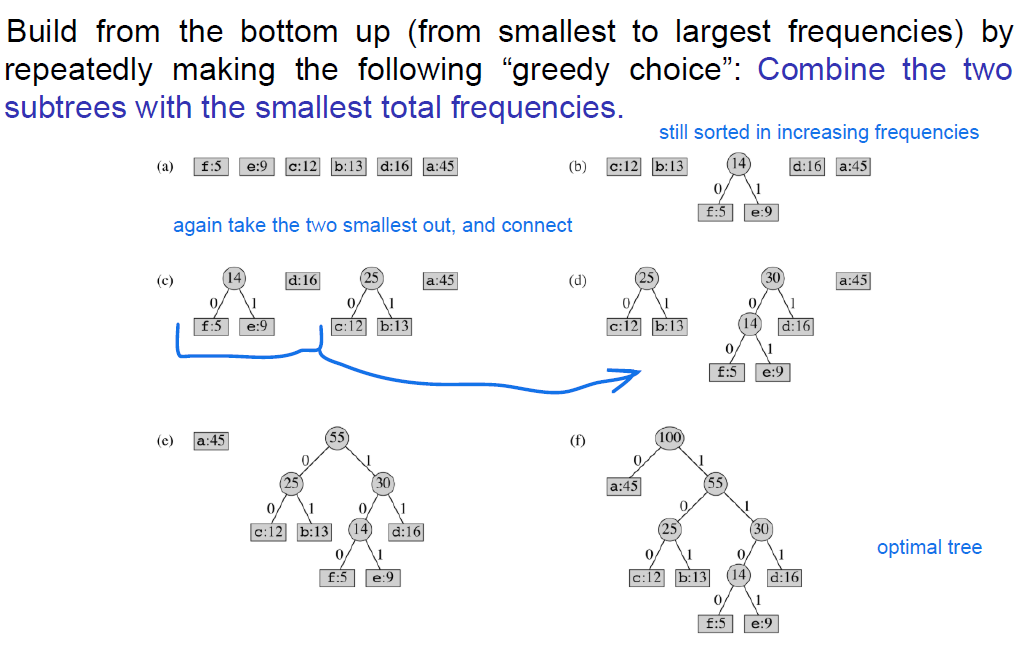 Build from the bottom up (from smallest to largest frequencies) by
repeatedly making the following “greedy choice”: Combine the two
subtrees with the smallest total frequencies.
still sorted in increasing frequencies
(a) f:5 e:9 c:12 b:13 d:16 a:45
(b) c:12 b:13 14 d:16 a:45
0 1
f:5 e:9
again take the two smallest out, and connect
(c) 14 d:16 25 a:45
0 1 0 1
f:5 e:9 c:12 b:13
(d) 25 30 a:45
0 1 0 1
c:12 b:13 14 d:16
0 1
f:5 e:9
(e) a:45 55
0 1
25 30
0 1 0 1
c:12 b:13 14 d:16
0 1
f:5 e:9
(f) 100
0 1
a:45 55
0 1
25 30
optimal tree
0 1 0 1
c:12 b:13 14 d:16
0 1
f:5 e:9